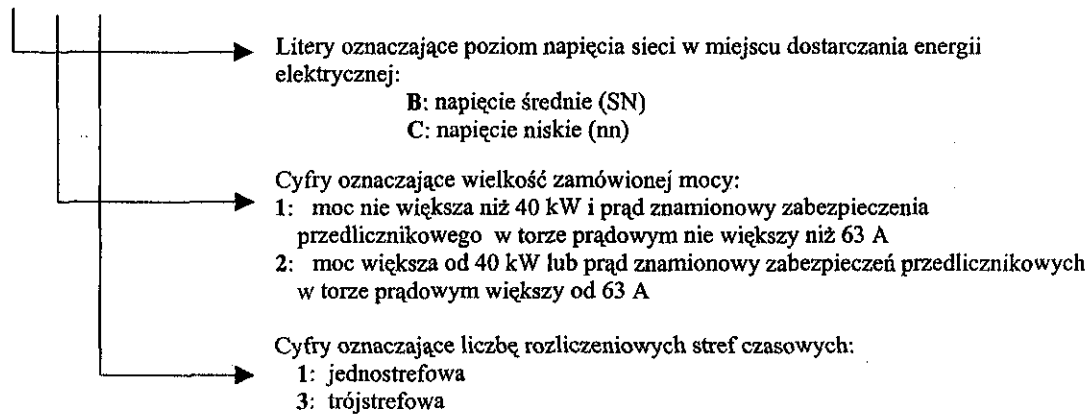 Litery oznaczające poziom napięcia sieci w miejscu dostarczania energii
elektrycznej:
B: napięcie średnie (SN)
C: napięcie niskie (nn)
Cyfry oznaczające wielkość zamówionej mocy:
1: moc nie większa niż 40 kW i prąd znamionowy zabezpieczenia
przedlicznikowego w torze prądowym nie większy niż 63 A
2: moc większa od 40 kW lub prąd znamionowy zabezpieczeń przedlicznikowych
w torze prądowym większy od 63 A
Cyfry oznaczające liczbę rozliczeniowych stref czasowych:
1: jednostrefowa
3: trójstrefowa